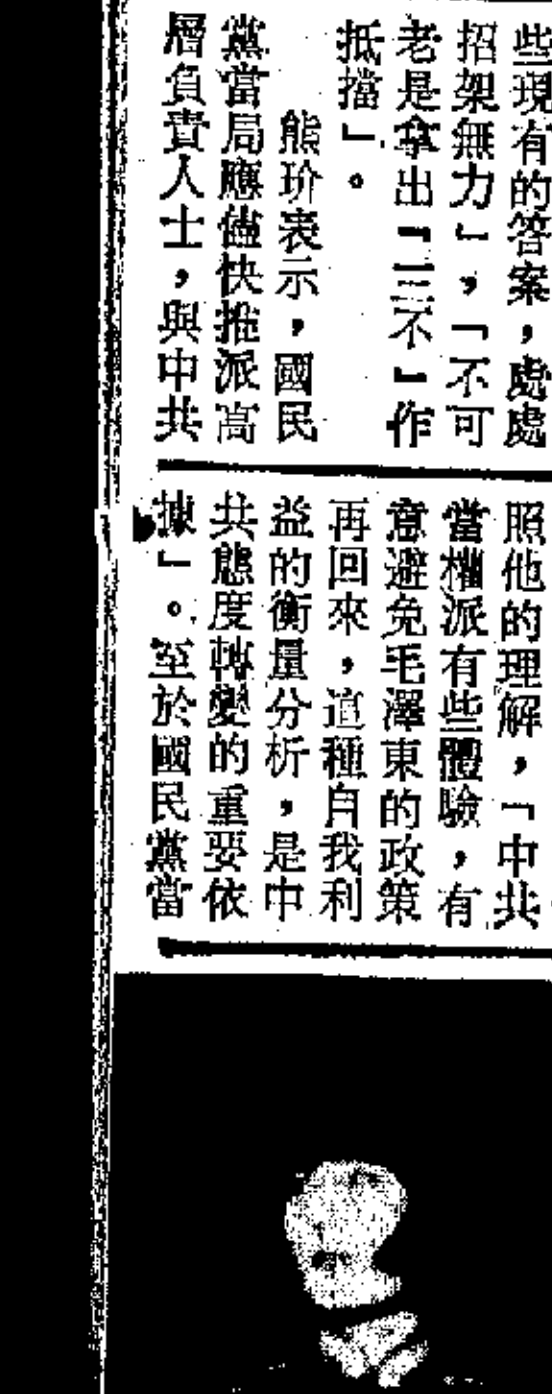 些現有的答案，處處
招架無力」，「不可
老是拿出『三不』作
抵擋」。
熊玠表示，國民
黨當局應儘快推派高
層負責人士，與中共
照他的理解，「中共
當權派有些體驗，有
意避免毛澤東的政策
再回來，這種自我利
益的衡量分析，是中
共態度轉變的重要依
據」。至於國民黨當